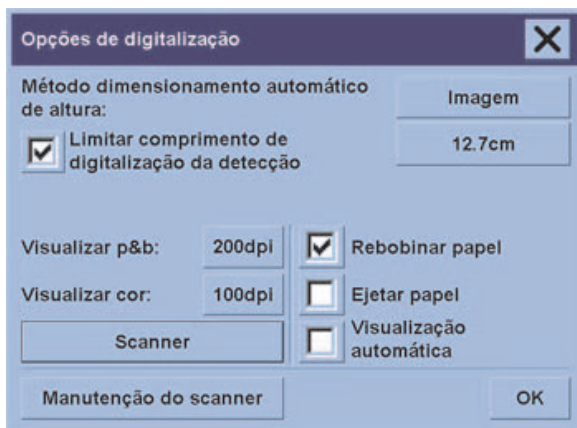 Opções de digitalização
Método dimensionamento automático
de altura:
Imagem
Limitar comprimento de
digitalização da detecção
12.7cm
Visualizar p&b:
200dpi
Rebobinar papel
Visualizar cor:
100dpi
Ejetar papel
Scanner
Visualização
automática
Manutenção do scanner
OK